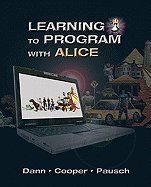 LEARNING
TO PROGRAM
WITH ALICE
Dann • Cooper • Pausch